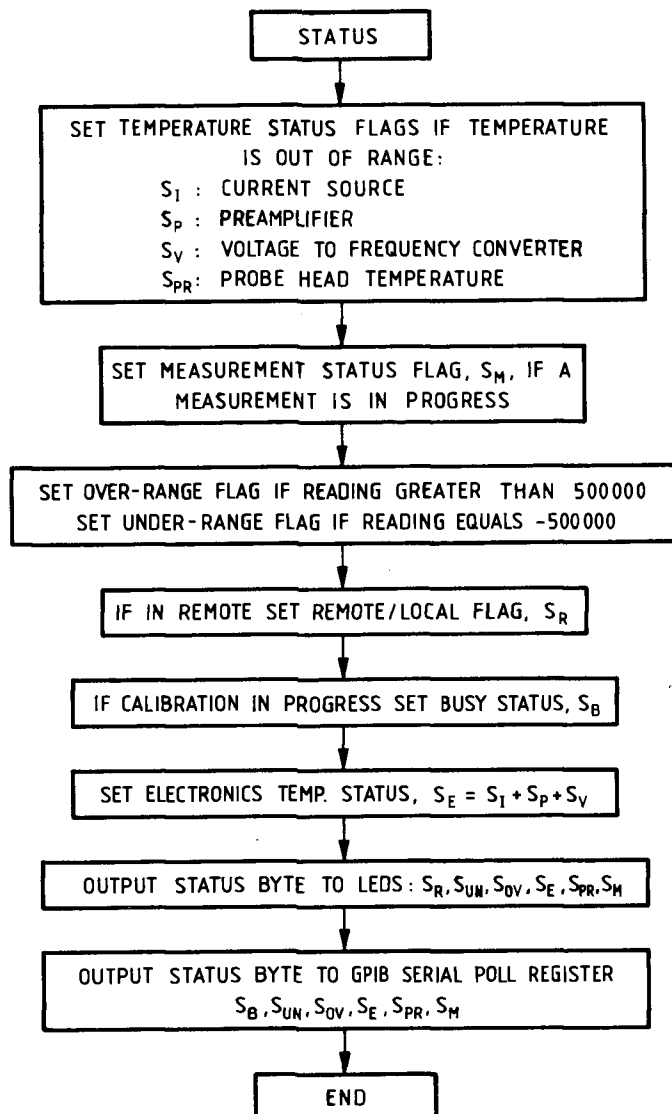 STATUS
SET TEMPERATURE STATUS FLAGS IF TEMPERATURE
IS OUT OF RANGE:
S_I : CURRENT SOURCE
S_P : PREAMPLIFIER
S_V : VOLTAGE TO FREQUENCY CONVERTER
S_PR: PROBE HEAD TEMPERATURE
SET MEASUREMENT STATUS FLAG, S_M, IF A
MEASUREMENT IS IN PROGRESS
SET OVER-RANGE FLAG IF READING GREATER THAN 500000
SET UNDER-RANGE FLAG IF READING EQUALS -500000
IF IN REMOTE SET REMOTE/LOCAL FLAG, S_R
IF CALIBRATION IN PROGRESS SET BUSY STATUS, S_B
SET ELECTRONICS TEMP. STATUS, S_E = S_I + S_P + S_V
OUTPUT STATUS BYTE TO LEDS: S_R, S_UN, S_OV, S_E, S_PR, S_M
OUTPUT STATUS BYTE TO GPIB SERIAL POLL REGISTER
S_B, S_UN, S_OV, S_E, S_PR, S_M
END